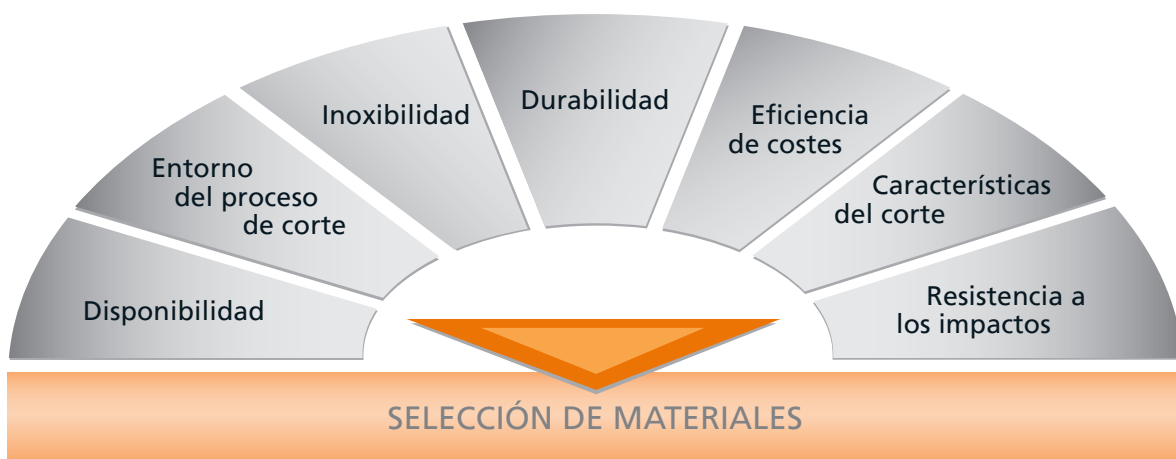 Disponibilidad
Entorno
del proceso
de corte
Inoxibilidad
Durabilidad
Eficiencia
de costes
Características
del corte
Resistencia a
los impactos
SELECCIÓN DE MATERIALES